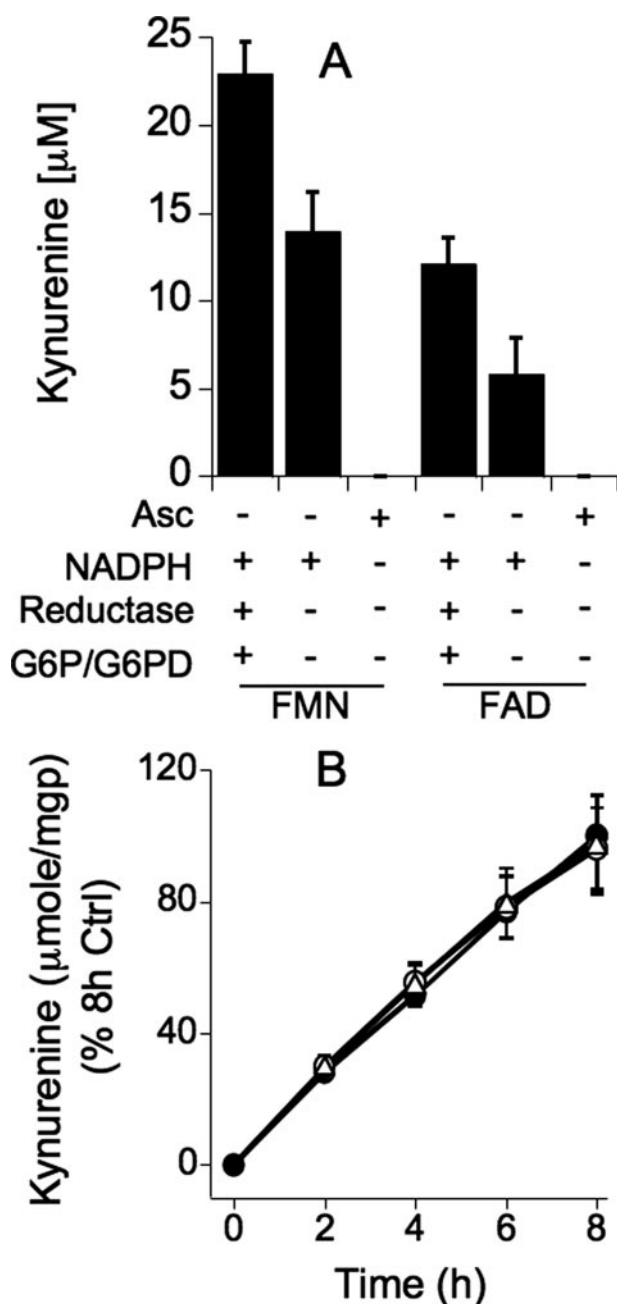 A
Kynurenine [μM]
25
20
15
10
5
0
Asc - - + - - +
NADPH + + - + + -
Reductase + - - + - -
G6P/G6PD + - - + - -
FMN FAD
B
Kynurenine (μmole/mgp)
(% 8h Ctrl)
120
80
40
0
0 2 4 6 8
Time (h)